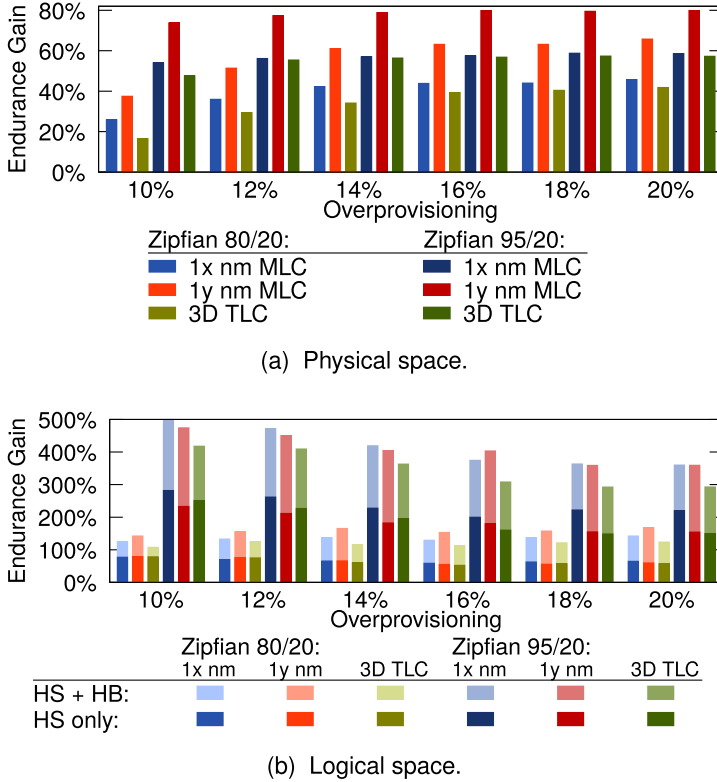 Endurance Gain
80%
60%
40%
20%
0%
10% 12% 14% 16% 18% 20%
Overprovisioning
Zipfian 80/20: Zipfian 95/20:
1x nm MLC 1x nm MLC
1y nm MLC 1y nm MLC
3D TLC 3D TLC
(a) Physical space.
Endurance Gain
500%
400%
300%
200%
100%
0%
10% 12% 14% 16% 18% 20%
Overprovisioning
Zipfian 80/20: Zipfian 95/20:
1x nm 1y nm 3D TLC 1x nm 1y nm 3D TLC
HS + HB:
HS only:
(b) Logical space.